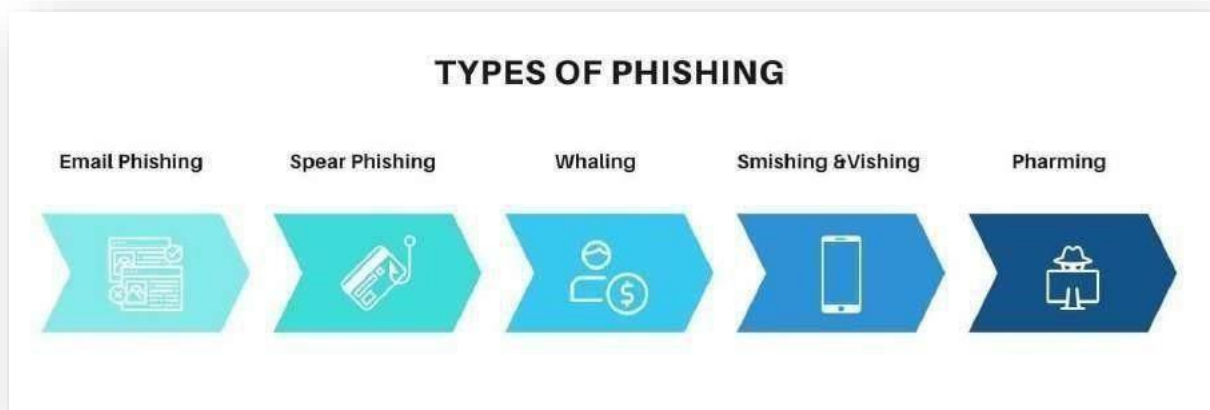 TYPES OF PHISHING
Email Phishing
Spear Phishing
Whaling
Smishing &Vishing
Pharming
$